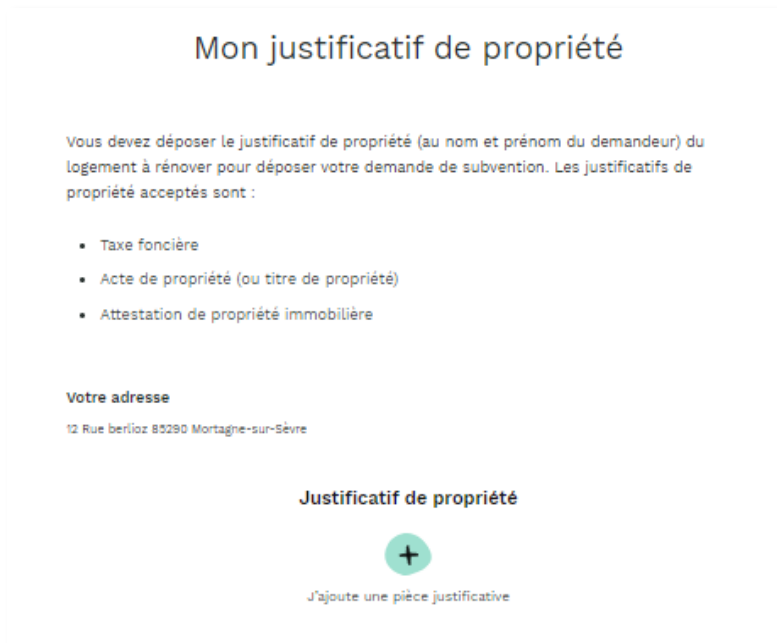 Mon justificatif de propriété
Vous devez déposer le justificatif de propriété (au nom et prénom du demandeur) du
logement à rénover pour déposer votre demande de subvention. Les justificatifs de
propriété acceptés sont :
• Taxe foncière
• Acte de propriété (ou titre de propriété)
• Attestation de propriété immobilière
Votre adresse
12 Rue berlioz 85290 Mortagne-sur-Sèvre
Justificatif de propriété
+
J'ajoute une pièce justificative